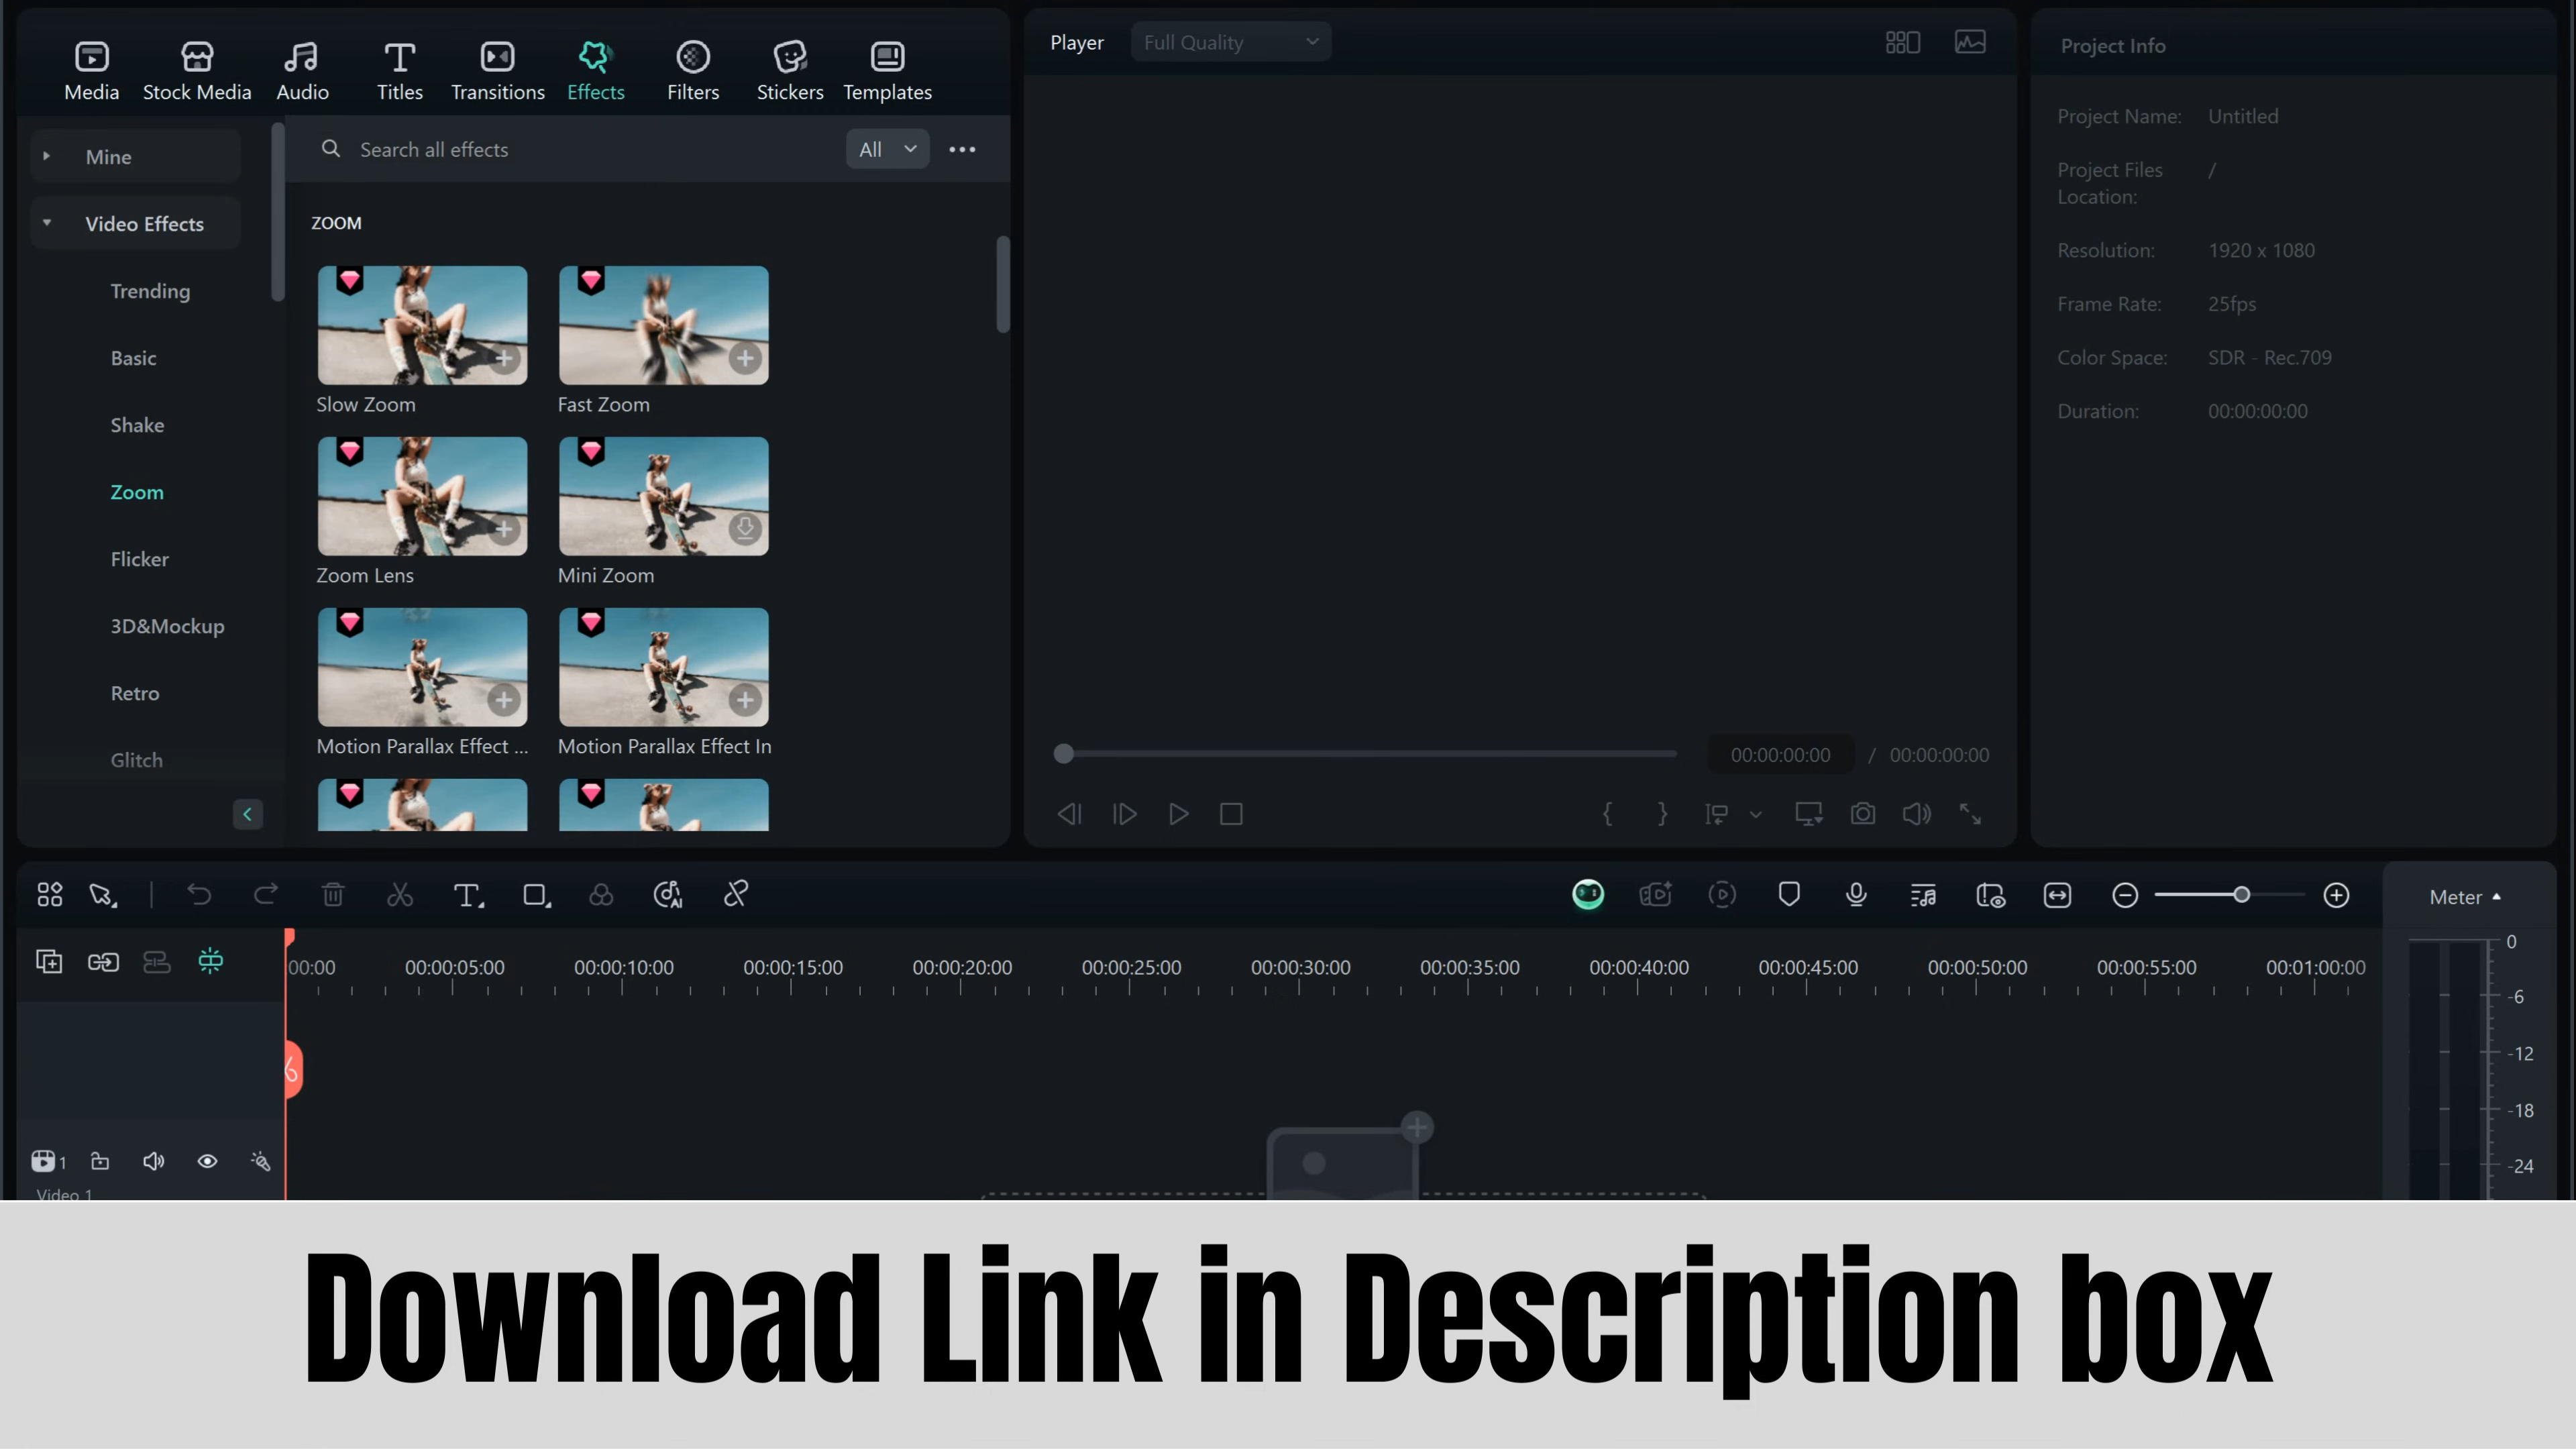 Media
Stock Media
Audio
Titles
Transitions
Effects
Filters
Stickers
Templates
Mine
Video Effects
Trending
Basic
Shake
Zoom
Flicker
3D&Mockup
Retro
Glitch
Search all effects
All
ZOOM
Slow Zoom
Fast Zoom
Zoom Lens
Mini Zoom
Motion Parallax Effect ...
Motion Parallax Effect In
Player
Full Quality
00:00:00:00 / 00:00:00:00
Project Info
Project Name: Untitled
Project Files Location: /
Resolution: 1920 x 1080
Frame Rate: 25fps
Color Space: SDR - Rec.709
Duration: 00:00:00:00
Meter
00:00
00:00:05:00
00:00:10:00
00:00:15:00
00:00:20:00
00:00:25:00
00:00:30:00
00:00:35:00
00:00:40:00
00:00:45:00
00:00:50:00
00:00:55:00
00:01:00:00
0
-6
-12
-18
-24
1
Video 1
Download Link in Description box